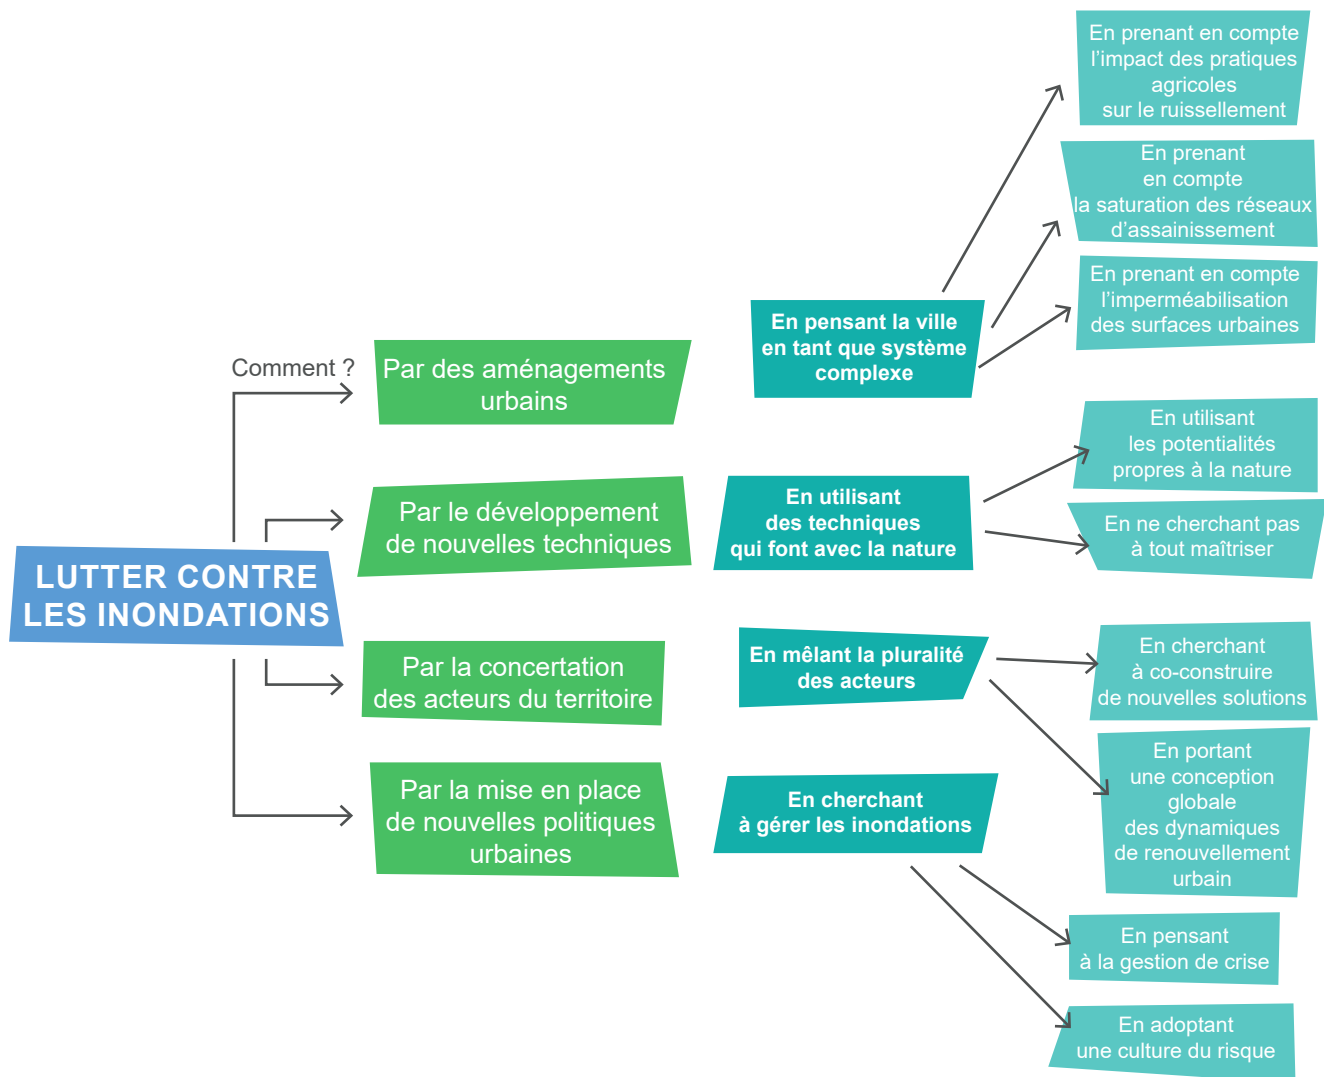 LUTTER CONTRE
LES INONDATIONS
Comment ?
Par des aménagements
urbains
Par le développement
de nouvelles techniques
Par la concertation
des acteurs du territoire
Par la mise en place
de nouvelles politiques
urbaines
En pensant la ville
en tant que système
complexe
En utilisant
des techniques
qui font avec la nature
En mêlant la pluralité
des acteurs
En cherchant
à gérer les inondations
En prenant en compte
l’impact des pratiques
agricoles
sur le ruissellement
En prenant
en compte
la saturation des réseaux
d’assainissement
En prenant en compte
l’imperméabilisation
des surfaces urbaines
En utilisant
les potentialités
propres à la nature
En ne cherchant pas
à tout maîtriser
En cherchant
à co-construire
de nouvelles solutions
En portant
une conception
globale
des dynamiques
de renouvellement
urbain
En pensant
à la gestion de crise
En adoptant
une culture du risque